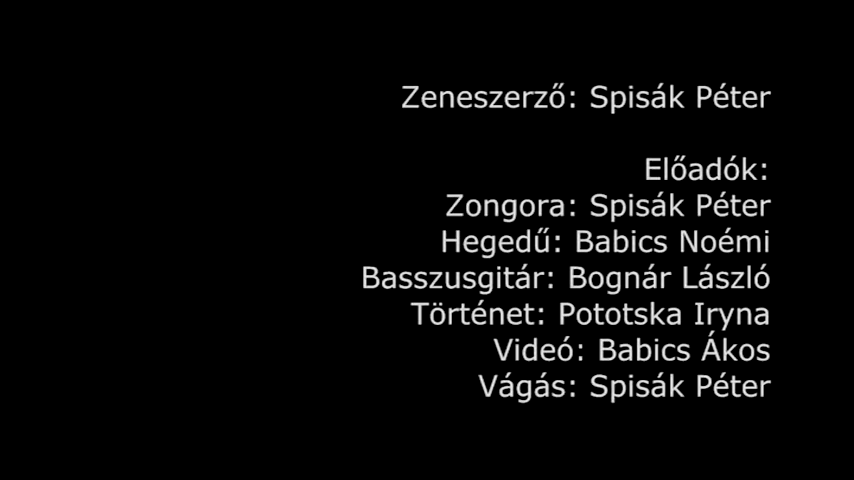 Zeneszerző: Spisák Péter
Előadók:
Zongora: Spisák Péter
Hegedű: Babics Noémi
Basszusgitár: Bognár László
Történet: Pototska Iryna
Videó: Babics Ákos
Vágás: Spisák Péter